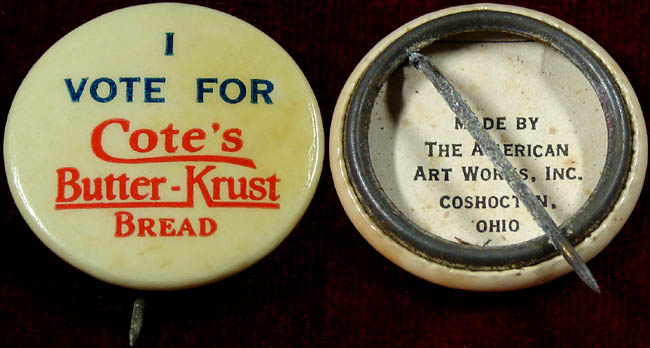 I
VOTE FOR
Cote's
Butter-Krust
BREAD
MADE BY
THE AMERICAN
ART WORKS, INC.
COSHOCTON,
OHIO